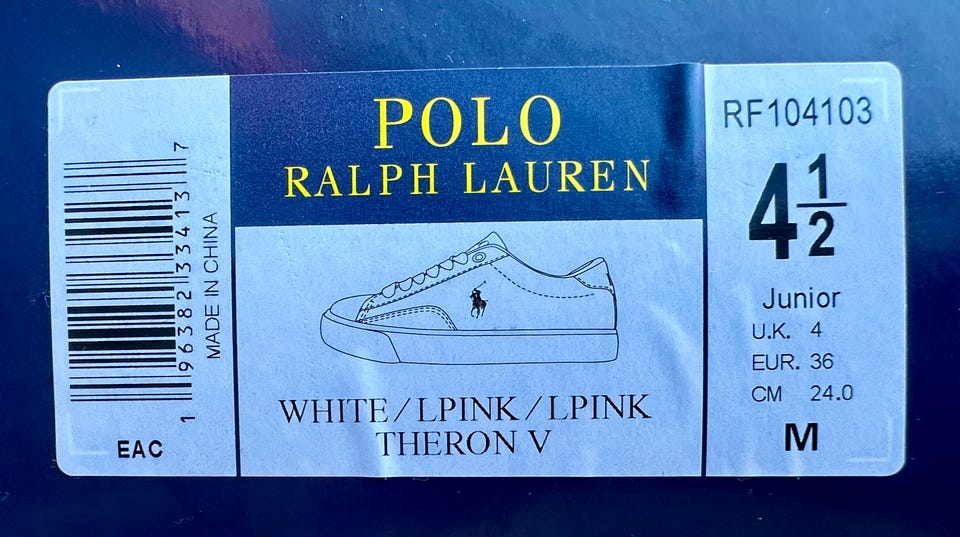 1 96382 33413 7
MADE IN CHINA
EAC
POLO
RALPH LAUREN
WHITE/LPINK/LPINK
THERON V
RF104103
4 1/2
Junior
U.K. 4
EUR. 36
CM 24.0
M